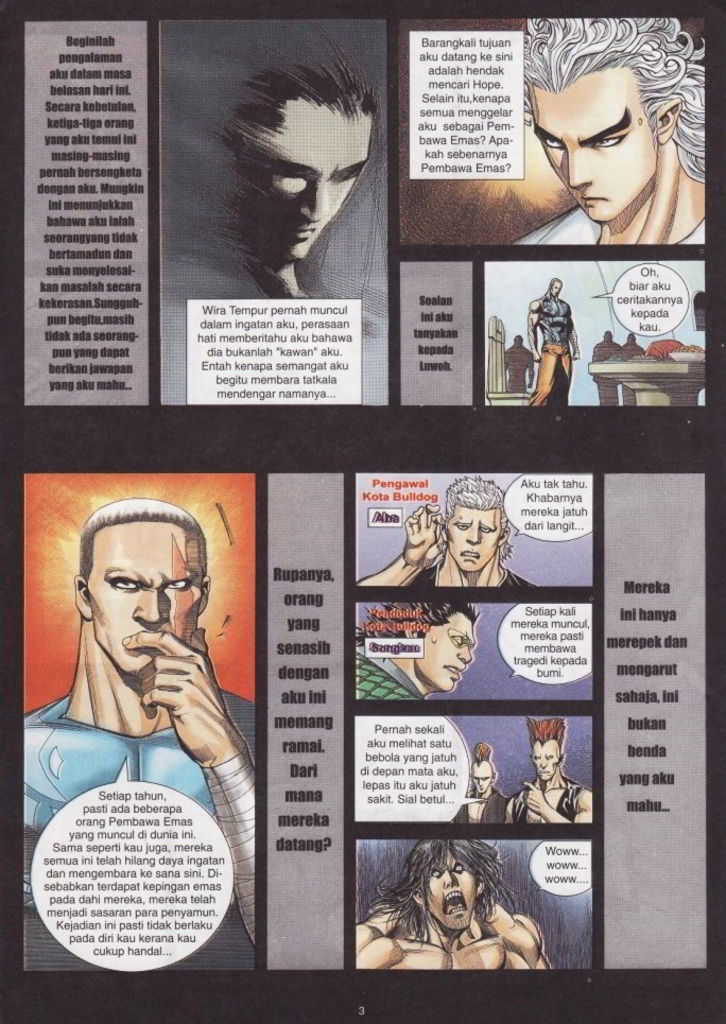 Beginilah
pengalaman
aku dalam masa
belasan hari ini.
Secara kebetulan,
ketiga-tiga orang
yang aku temui ini
masing-masing
pernah bersengketa
dengan aku. Mungkin
ini menunjukkan
bahawa aku ialah
seorangyang tidak
bertamadun dan
suka menyelesai-
kan masalah secara
kekerasan.Sungguh-
pun begitu,masih
tidak ada seorang-
pun yang dapat
berikan jawapan
yang aku mahu...
Wira Tempur pernah muncul
dalam ingatan aku, perasaan
hati memberitahu aku bahawa
dia bukanlah "kawan" aku.
Entah kenapa semangat aku
begitu membara tatkala
mendengar namanya...
Barangkali tujuan
aku datang ke sini
adalah hendak
mencari Hope.
Selain itu,kenapa
semua menggelar
aku sebagai Pem-
bawa Emas? Apa-
kah sebenarnya
Pembawa Emas?
Soalan
ini aku
tanyakan
kepada
Luweh.
Oh,
biar aku
ceritakannya
kepada
kau.
Setiap tahun,
pasti ada beberapa
orang Pembawa Emas
yang muncul di dunia ini.
Sama seperti kau juga, mereka
semua ini telah hilang daya ingatan
dan mengembara ke sana sini. Di-
sebabkan terdapat kepingan emas
pada dahi mereka, mereka telah
menjadi sasaran para penyamun.
Kejadian ini pasti tidak berlaku
pada diri kau kerana kau
cukup handal...
Rupanya,
orang
yang
senasib
dengan
aku ini
memang
ramai.
Dari
mana
mereka
datang?
Pengawal
Kota Bulldog
Aba
Aku tak tahu.
Khabarnya
mereka jatuh
dari langit...
Penduduk
Kota Bulldog
Setiap kali
mereka muncul,
mereka pasti
membawa
tragedi kepada
bumi.
Pernah sekali
aku melihat satu
bebola yang jatuh
di depan mata aku,
lepas itu aku jatuh
sakit. Sial betul...
Woww...
woww...
woww....
Mereka
ini hanya
merepek dan
mengarut
sahaja, ini
bukan
benda
yang aku
mahu...
3